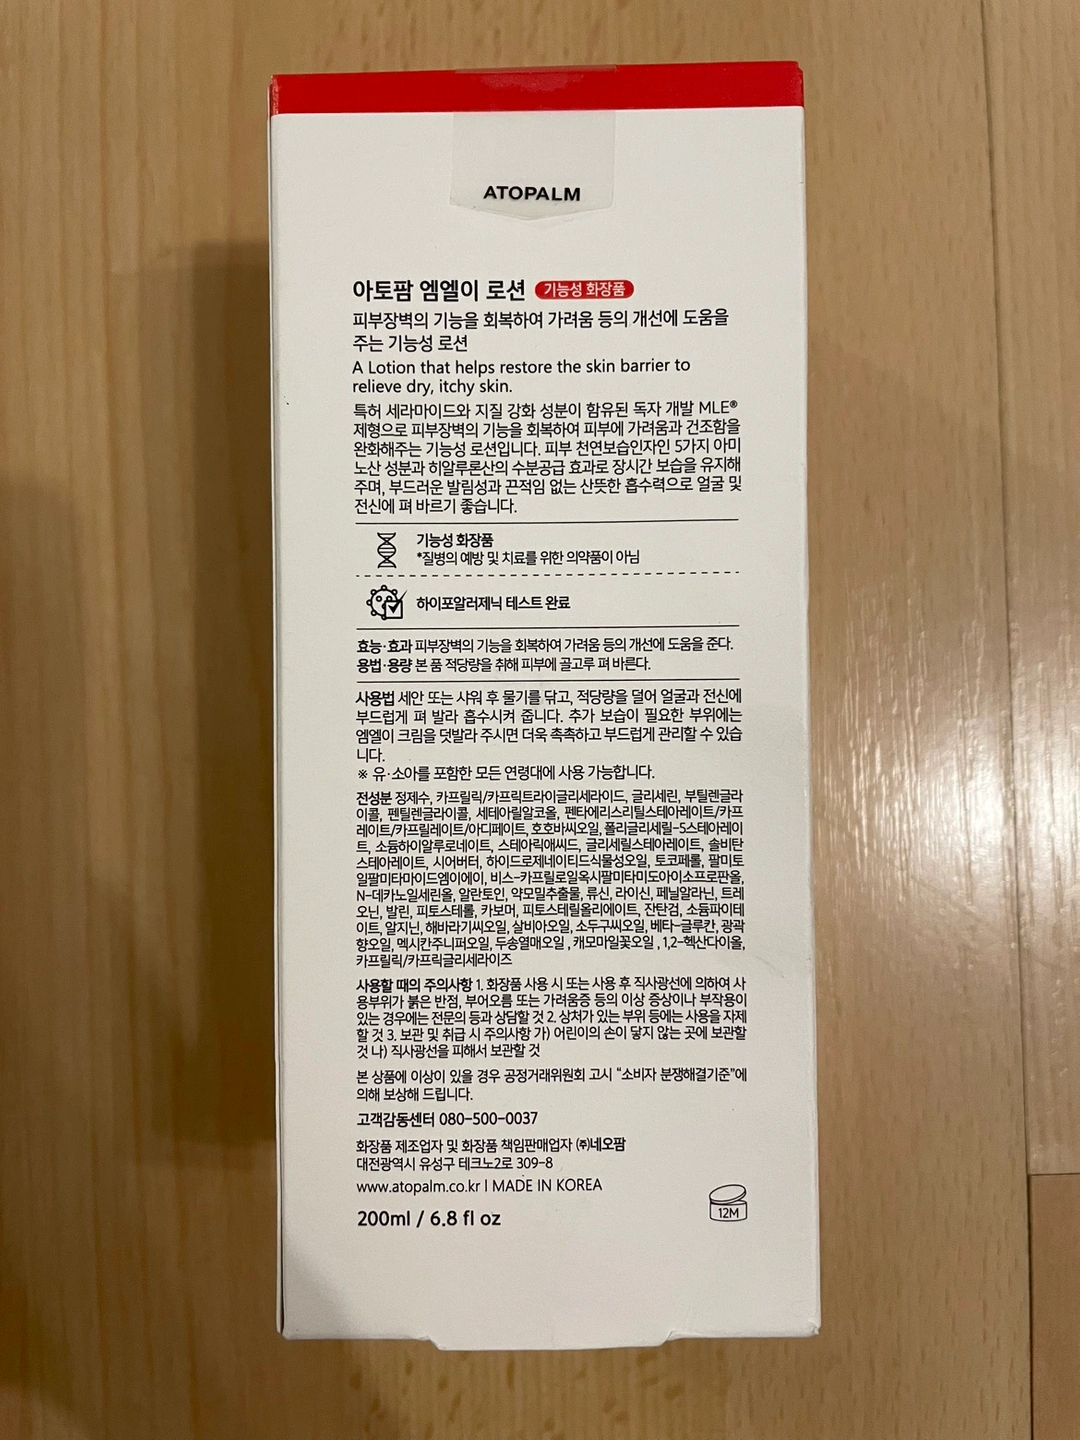 ATOPALM
아토팜 엠엘이 로션 기능성 화장품
피부장벽의 기능을 회복하여 가려움 등의 개선에 도움을
주는 기능성 로션
A Lotion that helps restore the skin barrier to
relieve dry, itchy skin.
특허 세라마이드와 지질 강화 성분이 함유된 독자 개발 MLE®
제형으로 피부장벽의 기능을 회복하여 피부에 가려움과 건조함을
완화해주는 기능성 로션입니다. 피부 천연보습인자인 5가지 아미
노산 성분과 히알루론산의 수분공급 효과로 장시간 보습을 유지해
주며, 부드러운 발림성과 끈적임 없는 산뜻한 흡수력으로 얼굴 및
전신에 펴 바르기 좋습니다.
기능성 화장품
*질병의 예방 및 치료를 위한 의약품이 아님
하이포알러제닉 테스트 완료
효능·효과 피부장벽의 기능을 회복하여 가려움 등의 개선에 도움을 준다.
용법·용량 본 품 적당량을 취해 피부에 골고루 펴 바른다.
사용법 세안 또는 샤워 후 물기를 닦고, 적당량을 덜어 얼굴과 전신에
부드럽게 펴 발라 흡수시켜 줍니다. 추가 보습이 필요한 부위에는
엠엘이 크림을 덧발라 주시면 더욱 촉촉하고 부드럽게 관리할 수 있습
니다.
※ 유·소아를 포함한 모든 연령대에 사용 가능합니다.
전성분 정제수, 카프릴릭/카프릭트라이글리세라이드, 글리세린, 부틸렌글라
이콜, 펜틸렌글라이콜, 세테아릴알코올, 펜타에리스리틸스테아레이트/카프
레이트/카프릴레이트/아디페이트, 호호바씨오일, 폴리글리세릴-5스테아레이
트, 소듐하이알루로네이트, 스테아릭애씨드, 글리세릴스테아레이트, 솔비탄
스테아레이트, 시어버터, 하이드로제네이티드식물성오일, 토코페롤, 팔미토
일팔미타마이드엠이에이, 비스-카프릴로일옥시팔미타미도아이소프로판올,
N-데카노일세린올, 알란토인, 약모밀추출물, 류신, 라이신, 페닐알라닌, 트레
오닌, 발린, 피토스테롤, 카보머, 피토스테릴올리에이트, 잔탄검, 소듐파이테
이트, 알지닌, 해바라기씨오일, 살비아오일, 소두구씨오일, 베타-글루칸, 광곽
향오일, 멕시칸주니퍼오일, 두송열매오일 , 캐모마일꽃오일 , 1,2-헥산다이올,
카프릴릭/카프릭글리세라이즈
사용할 때의 주의사항 1. 화장품 사용 시 또는 사용 후 직사광선에 의하여 사
용부위가 붉은 반점, 부어오름 또는 가려움증 등의 이상 증상이나 부작용이
있는 경우에는 전문의 등과 상담할 것 2. 상처가 있는 부위 등에는 사용을 자제
할 것 3. 보관 및 취급 시 주의사항 가) 어린이의 손이 닿지 않는 곳에 보관할
것 나) 직사광선을 피해서 보관할 것
본 상품에 이상이 있을 경우 공정거래위원회 고시 “소비자 분쟁해결기준”에
의해 보상해 드립니다.
고객감동센터 080-500-0037
화장품 제조업자 및 화장품 책임판매업자 (주)네오팜
대전광역시 유성구 테크노2로 309-8
www.atopalm.co.kr | MADE IN KOREA
200ml / 6.8 fl oz
12M